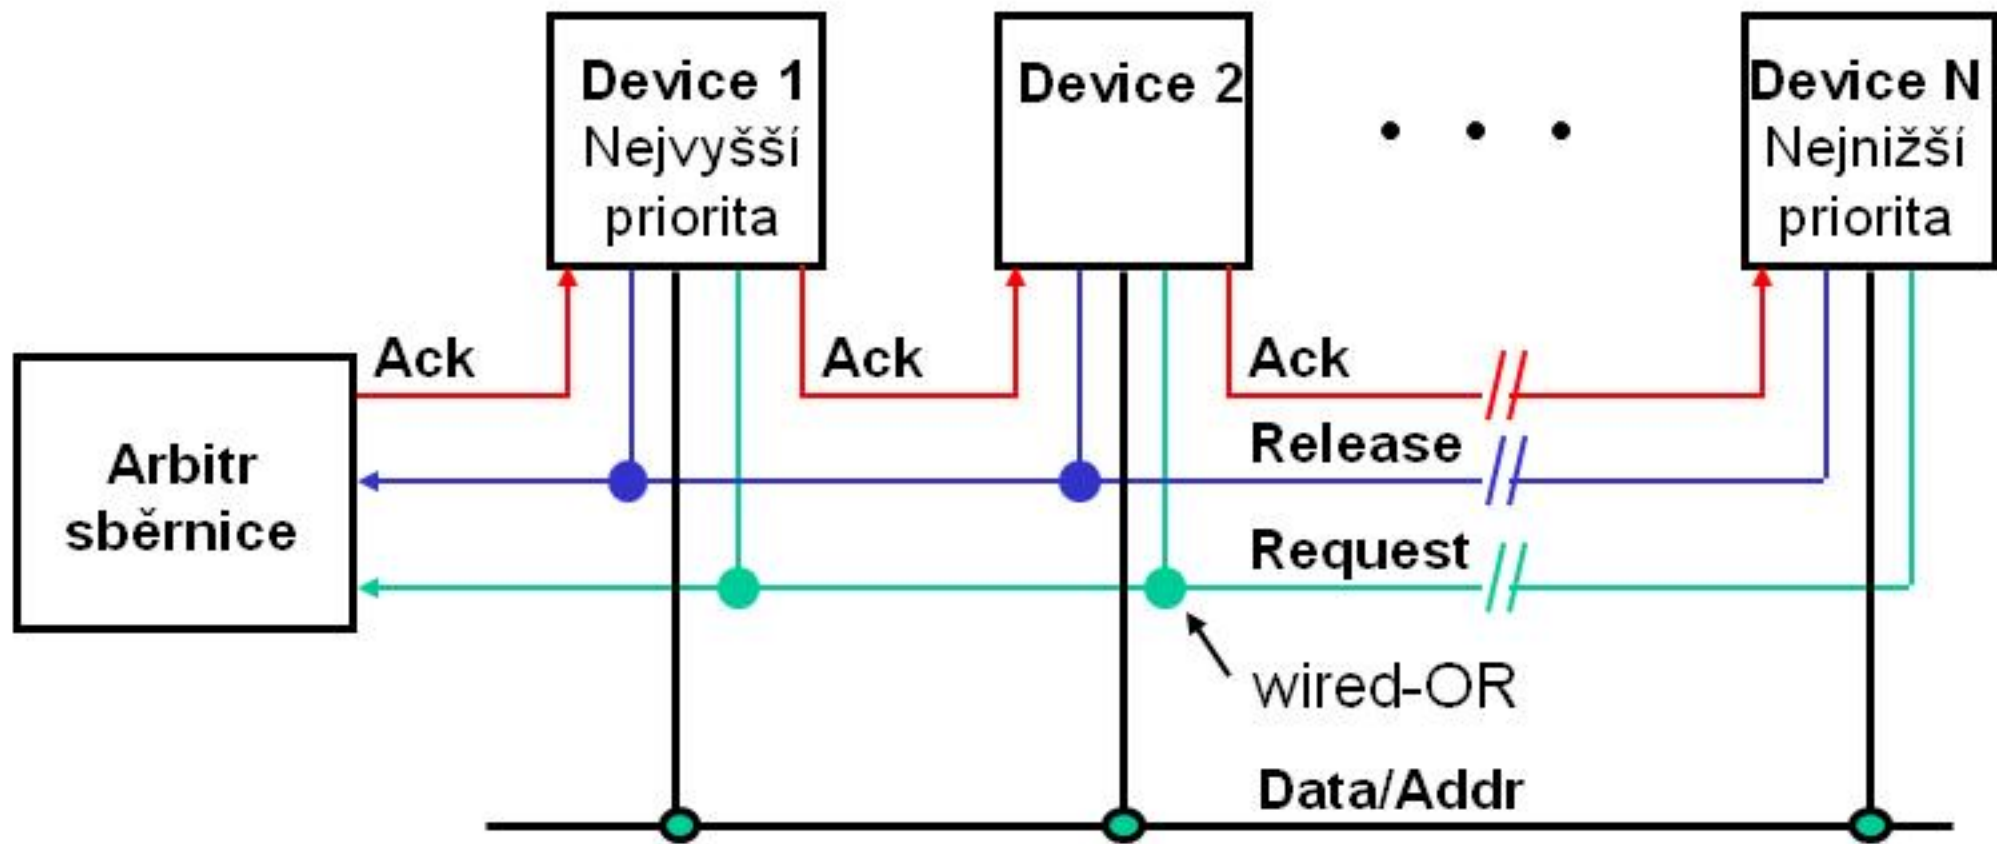 Device 1
Nejvyšší
priorita
Device 2
Device N
Nejnižší
priorita
Ack
Ack
Ack
Arbitr
sběrnice
Release
Request
wired-OR
Data/Addr